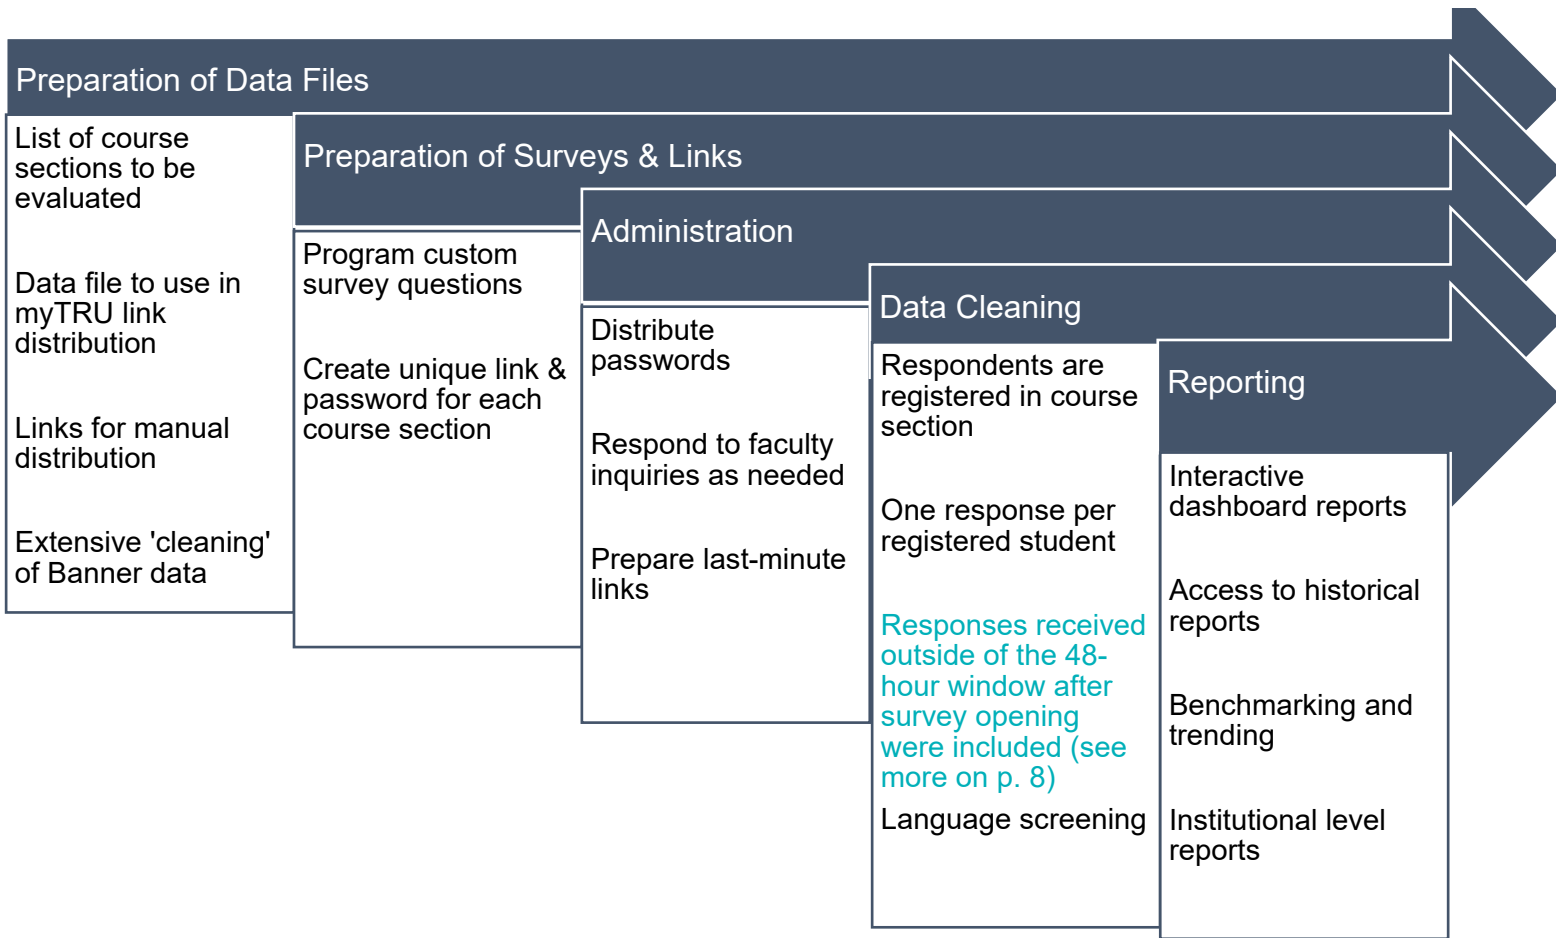 Preparation of Data Files
List of course
sections to be
evaluated
Data file to use in
myTRU link
distribution
Links for manual
distribution
Extensive 'cleaning'
of Banner data
Preparation of Surveys & Links
Program custom
survey questions
Create unique link &
password for each
course section
Administration
Distribute
passwords
Respond to faculty
inquiries as needed
Prepare last-minute
links
Data Cleaning
Respondents are
registered in course
section
One response per
registered student
Responses received
outside of the 48-
hour window after
survey opening
were included (see
more on p. 8)
Language screening
Reporting
Interactive
dashboard reports
Access to historical
reports
Benchmarking and
trending
Institutional level
reports